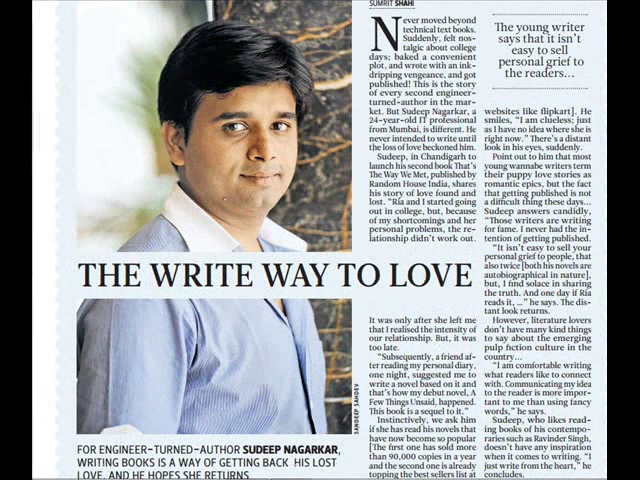 SUMRIT SHAHI
Never moved beyond
technical text books.
Suddenly, felt nos-
talgic about college
days; baked a convenient
plot, and wrote with an ink-
dripping vengeance, and got
published! This is the story
of every second engineer-
turned-author in the mar-
ket. But Sudeep Nagarkar, a
24-year-old IT professional
from Mumbai, is different. He
never intended to write until
the loss of love beckoned him.
Sudeep, in Chandigarh to
launch his second book That's
The Way We Met, published by
Random House India, shares
his story of love found and
lost. "Ria and I started going
out in college, but, because of
my shortcomings and her
personal problems, the re-
lationship didn't work out.
THE WRITE WAY TO LOVE
It was only after she left me
that I realised the intensity of
our relationship. But, it was
too late.
"Subsequently, a friend af-
ter reading my personal diary,
one night, suggested me to
write a novel based on it and
that's how my debut novel, A
Few Things Unsaid, happened.
This book is a sequel to it."
Instinctively, we ask him
if she has read his novels that
have now become so popular
[The first one has sold more
than 90,000 copies in a year
and the second one is already
topping the best sellers list at
The young writer
says that it isn't
easy to sell
personal grief to
the readers...
websites like flipkart]. He
smiles, "I am clueless; just
as I have no idea where she is
right now." There's a distant
look in his eyes, suddenly.
Point out to him that most
young wannabe writers term
their puppy love stories as
romantic epics, but the fact
that getting published is not
a difficult thing these days...
Sudeep answers candidly,
"Those writers are writing
for fame. I never had the in-
tention of getting published.
"It isn't easy to sell your
personal grief to people, that
also twice [both his novels are
autobiographical in nature],
but, I find solace in sharing
the truth. And one day if Ria
reads it, ..." he says. The dis-
tant look returns.
However, literature lovers
don't have many kind things
to say about the emerging
pulp fiction culture in the
country...
"I am comfortable writing
what readers like to connect
with. Communicating my idea
to the reader is more impor-
tant to me than using fancy
words," he says.
Sudeep, who likes read-
ing books of his contempo-
raries such as Ravinder Singh,
doesn't have any inspiration
when it comes to writing. "I
just write from the heart," he
concludes.
SANDEEP SAHDEV
FOR ENGINEER-TURNED-AUTHOR SUDEEP NAGARKAR,
WRITING BOOKS IS A WAY OF GETTING BACK HIS LOST
LOVE. AND HE HOPES SHE RETURNS